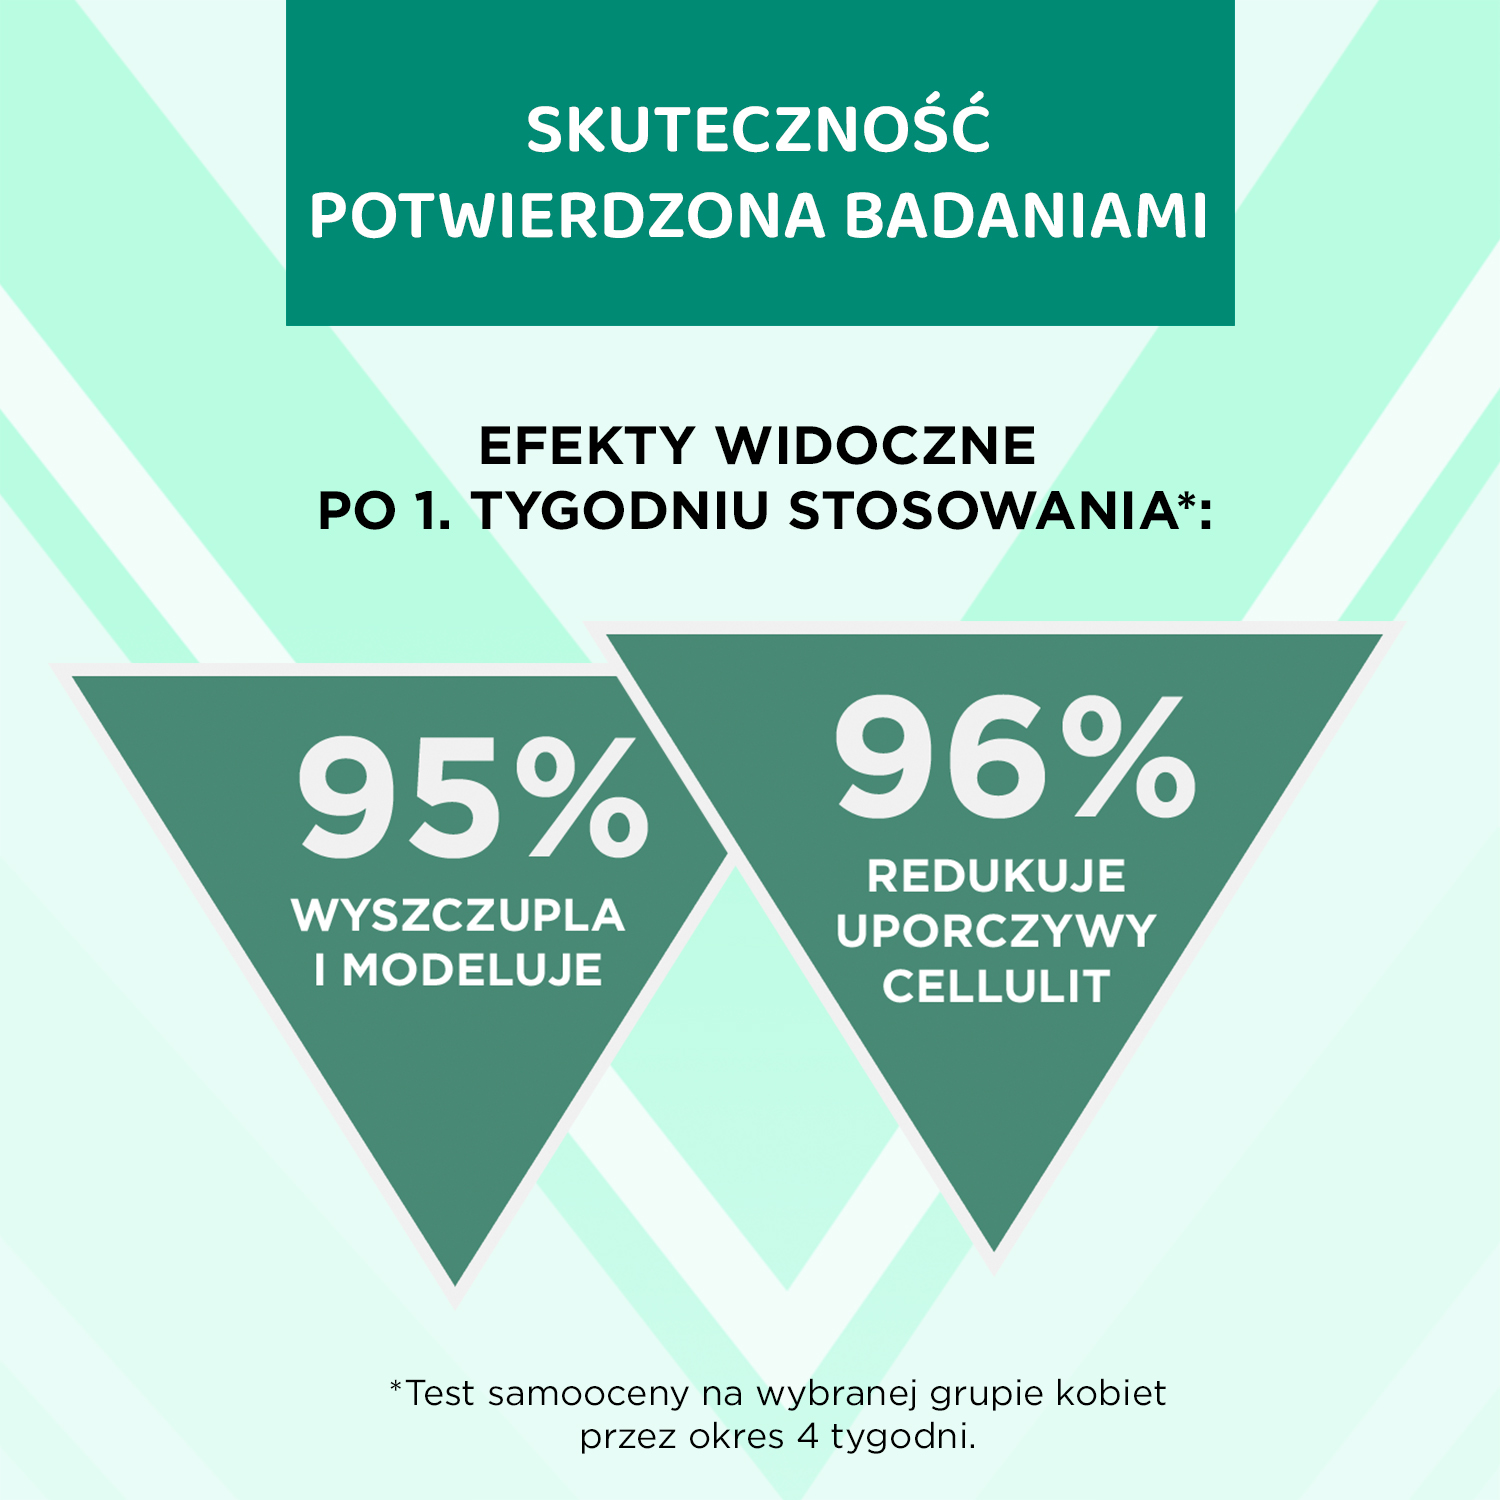 SKUTECZNOŚĆ
POTWIERDZONA BADANIAMI
EFEKTY WIDOCZNE
PO 1. TYGODNIU STOSOWANIA*:
95%
WYSZCZUPLA
I MODELUJE
96%
REDUKUJE
UPORCZYWY
CELLULIT
*Test samooceny na wybranej grupie kobiet
przez okres 4 tygodni.